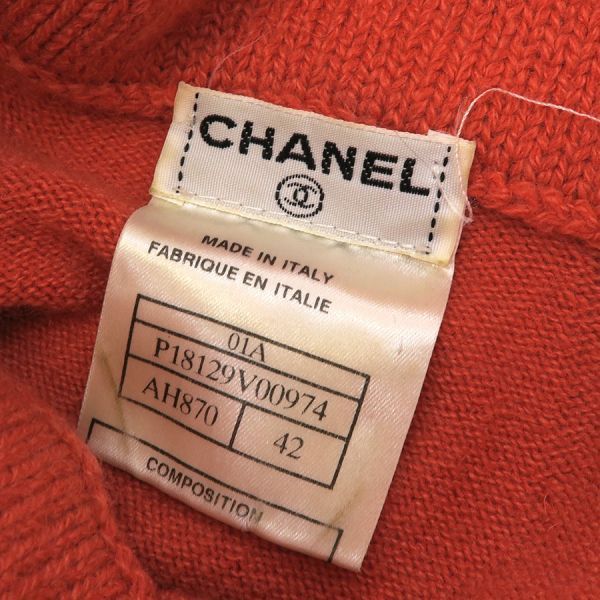 CHANEL
MADE IN ITALY
FABRIQUE EN ITALIE
01A
P18129V00974
AH870 42
COMPOSITION